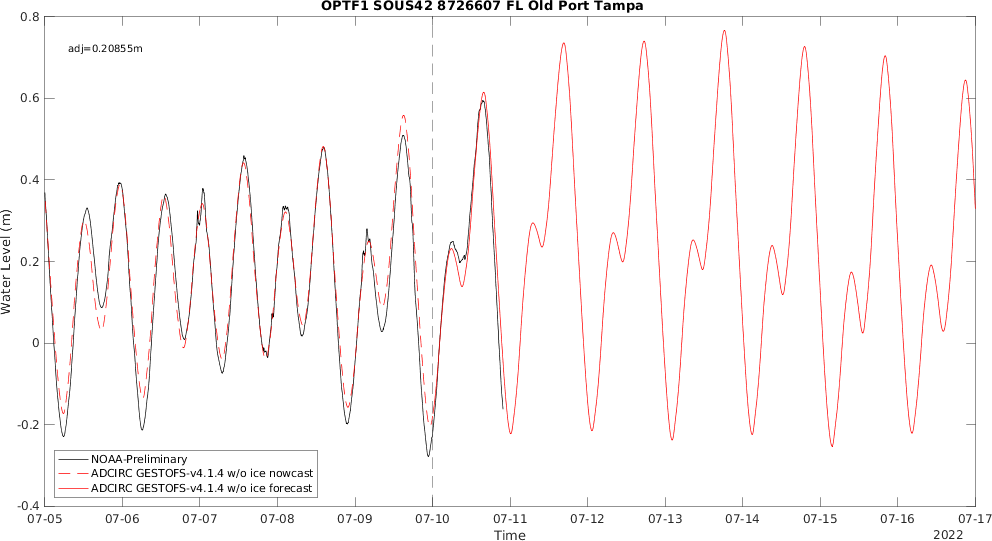 OPTF1 SOUS42 8726607 FL Old Port Tampa
adj=0.20855m
0.8
0.6
0.4
0.2
0
-0.2
-0.4
Water Level (m)
NOAA-Preliminary
ADCIRC GESTOFS-v4.1.4 w/o ice nowcast
ADCIRC GESTOFS-v4.1.4 w/o ice forecast
07-05 07-06 07-07 07-08 07-09 07-10 07-11 07-12 07-13 07-14 07-15 07-16 07-17
Time
2022